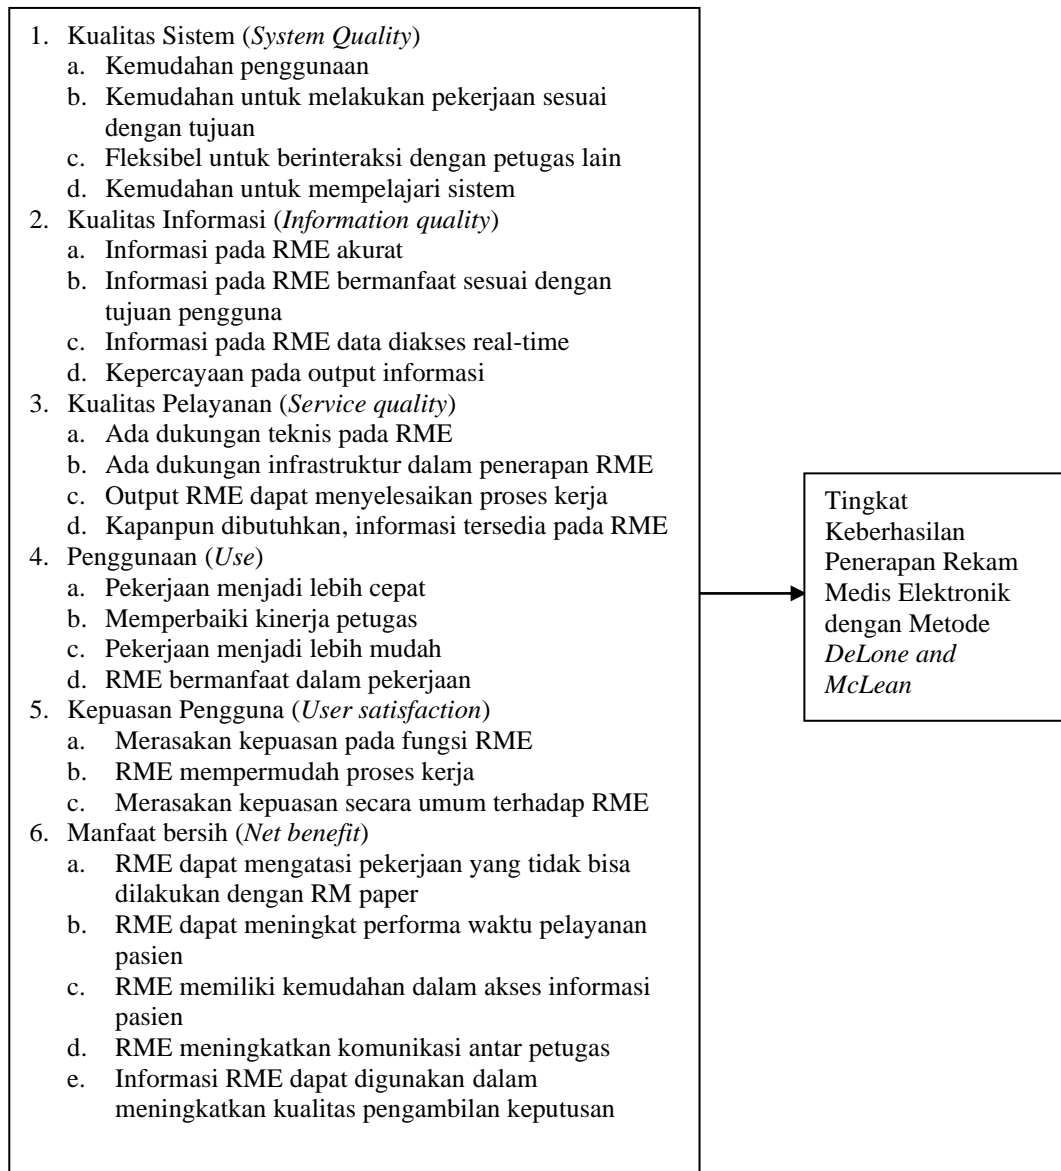 1. Kualitas Sistem (System Quality)
a. Kemudahan penggunaan
b. Kemudahan untuk melakukan pekerjaan sesuai
dengan tujuan
c. Fleksibel untuk berinteraksi dengan petugas lain
d. Kemudahan untuk mempelajari sistem
2. Kualitas Informasi (Information quality)
a. Informasi pada RME akurat
b. Informasi pada RME bermanfaat sesuai dengan
tujuan pengguna
c. Informasi pada RME data diakses real-time
d. Kepercayaan pada output informasi
3. Kualitas Pelayanan (Service quality)
a. Ada dukungan teknis pada RME
b. Ada dukungan infrastruktur dalam penerapan RME
c. Output RME dapat menyelesaikan proses kerja
d. Kapanpun dibutuhkan, informasi tersedia pada RME
4. Penggunaan (Use)
a. Pekerjaan menjadi lebih cepat
b. Memperbaiki kinerja petugas
c. Pekerjaan menjadi lebih mudah
d. RME bermanfaat dalam pekerjaan
5. Kepuasan Pengguna (User satisfaction)
a. Merasakan kepuasan pada fungsi RME
b. RME mempermudah proses kerja
c. Merasakan kepuasan secara umum terhadap RME
6. Manfaat bersih (Net benefit)
a. RME dapat mengatasi pekerjaan yang tidak bisa
dilakukan dengan RM paper
b. RME dapat meningkat performa waktu pelayanan
pasien
c. RME memiliki kemudahan dalam akses informasi
pasien
d. RME meningkatkan komunikasi antar petugas
e. Informasi RME dapat digunakan dalam
meningkatkan kualitas pengambilan keputusan
Tingkat
Keberhasilan
Penerapan Rekam
Medis Elektronik
dengan Metode
DeLone and
McLean